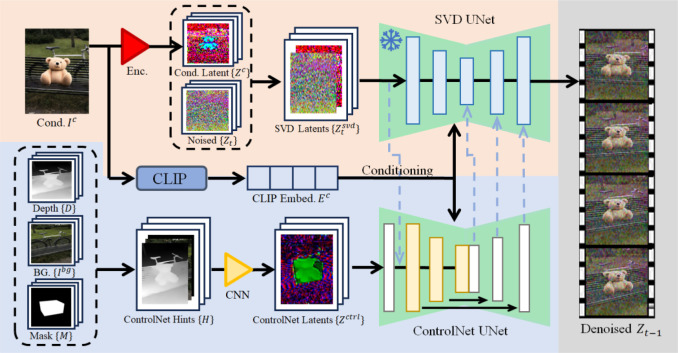 SVD UNet
Enc.
Cond. Latent {Z^c}
Cond. I^c
Noised {Z_t}
SVD Latents {Z_t^{svd}}
CLIP
CLIP Embed. E^c
Conditioning
Depth {D}
BG. {I^{bg}}
Mask {M}
ControlNet Hints {H}
CNN
ControlNet Latents {Z^{ctrl}}
ControlNet UNet
Denoised Z_{t−1}